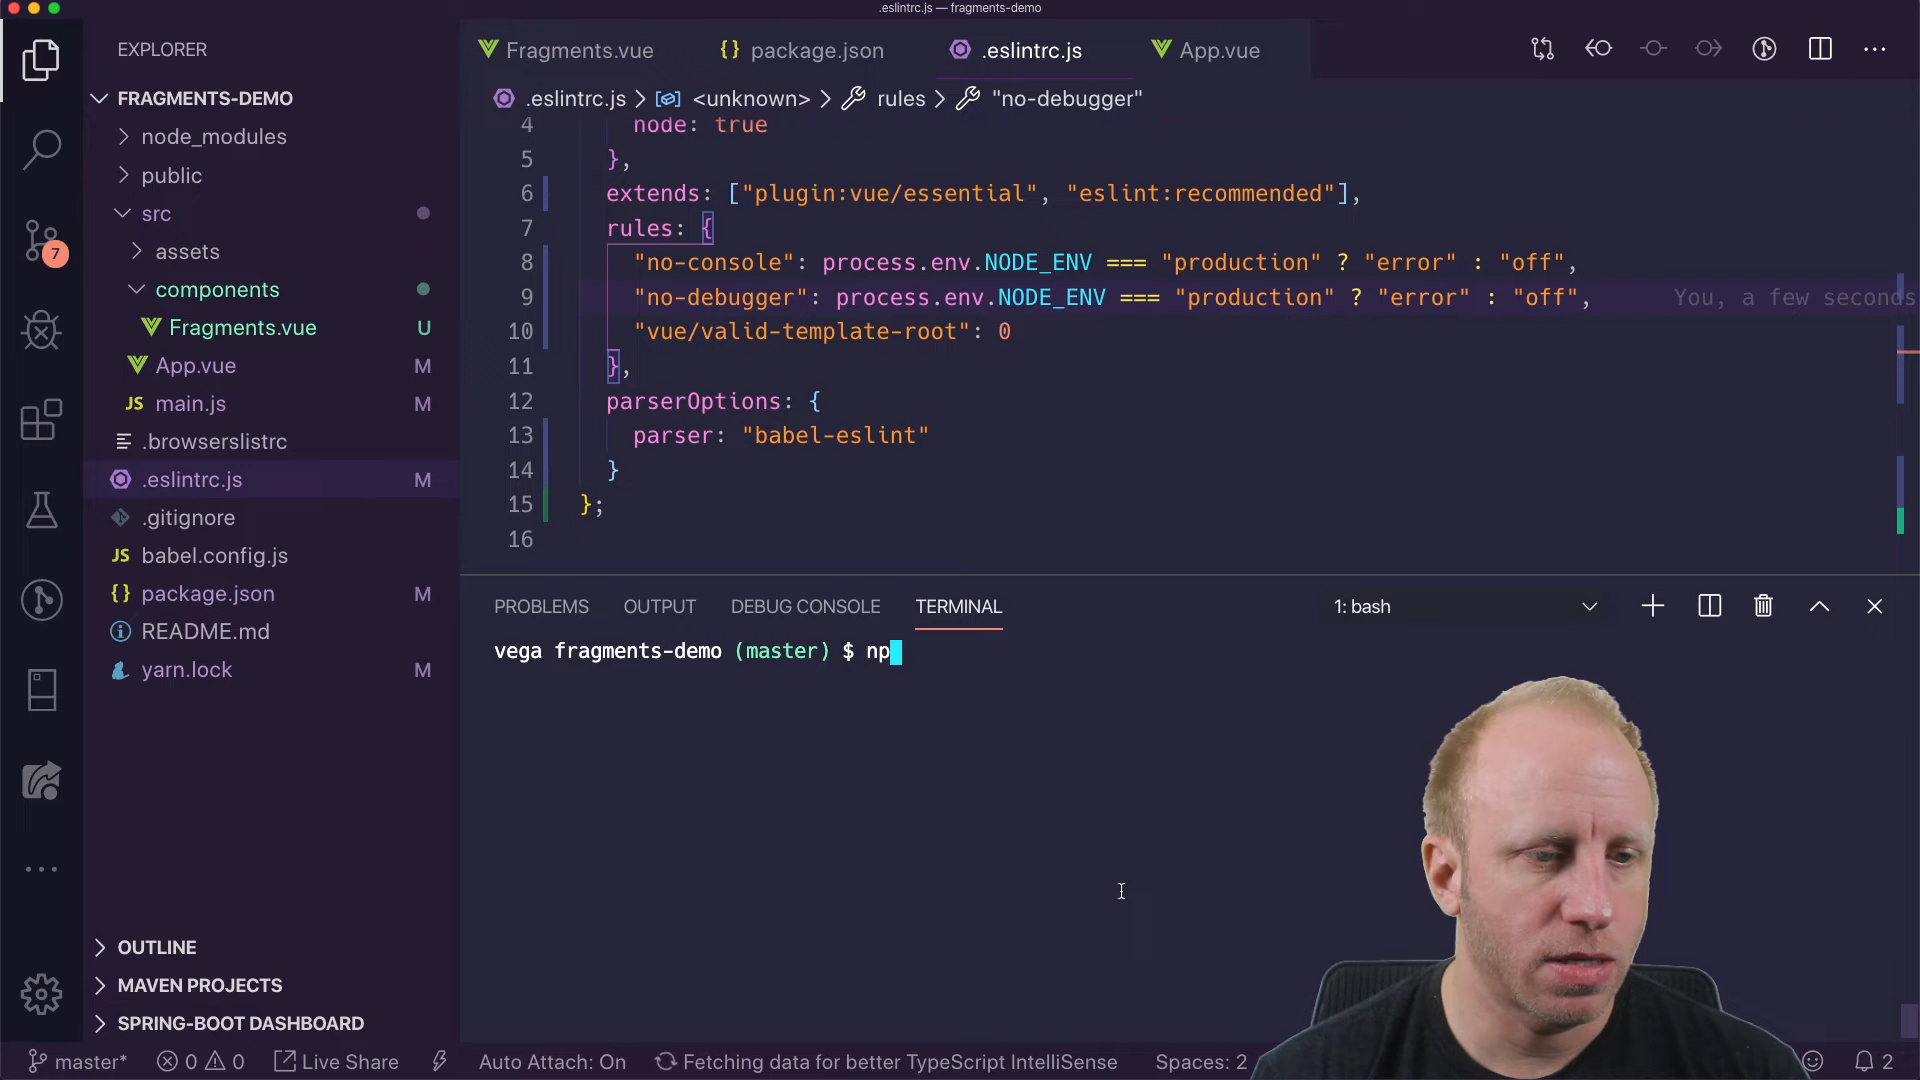 .eslintrc.js — fragments-demo
EXPLORER
FRAGMENTS-DEMO
node_modules
public
src
assets
components
Fragments.vue U
App.vue M
JS main.js M
.browserslistrc
.eslintrc.js M
.gitignore
JS babel.config.js
{} package.json M
README.md
yarn.lock M
OUTLINE
MAVEN PROJECTS
SPRING-BOOT DASHBOARD
7
Fragments.vue {} package.json .eslintrc.js App.vue
.eslintrc.js > <unknown> > rules > "no-debugger"
4 node: true
5 },
6 extends: ["plugin:vue/essential", "eslint:recommended"],
7 rules: {
8 "no-console": process.env.NODE_ENV === "production" ? "error" : "off",
9 "no-debugger": process.env.NODE_ENV === "production" ? "error" : "off", You, a few seconds
10 "vue/valid-template-root": 0
11 },
12 parserOptions: {
13 parser: "babel-eslint"
14 }
15 };
16
PROBLEMS OUTPUT DEBUG CONSOLE TERMINAL 1: bash
vega fragments-demo (master) $ np
master* 0 0 Live Share Auto Attach: On Fetching data for better TypeScript IntelliSense Spaces: 2 2